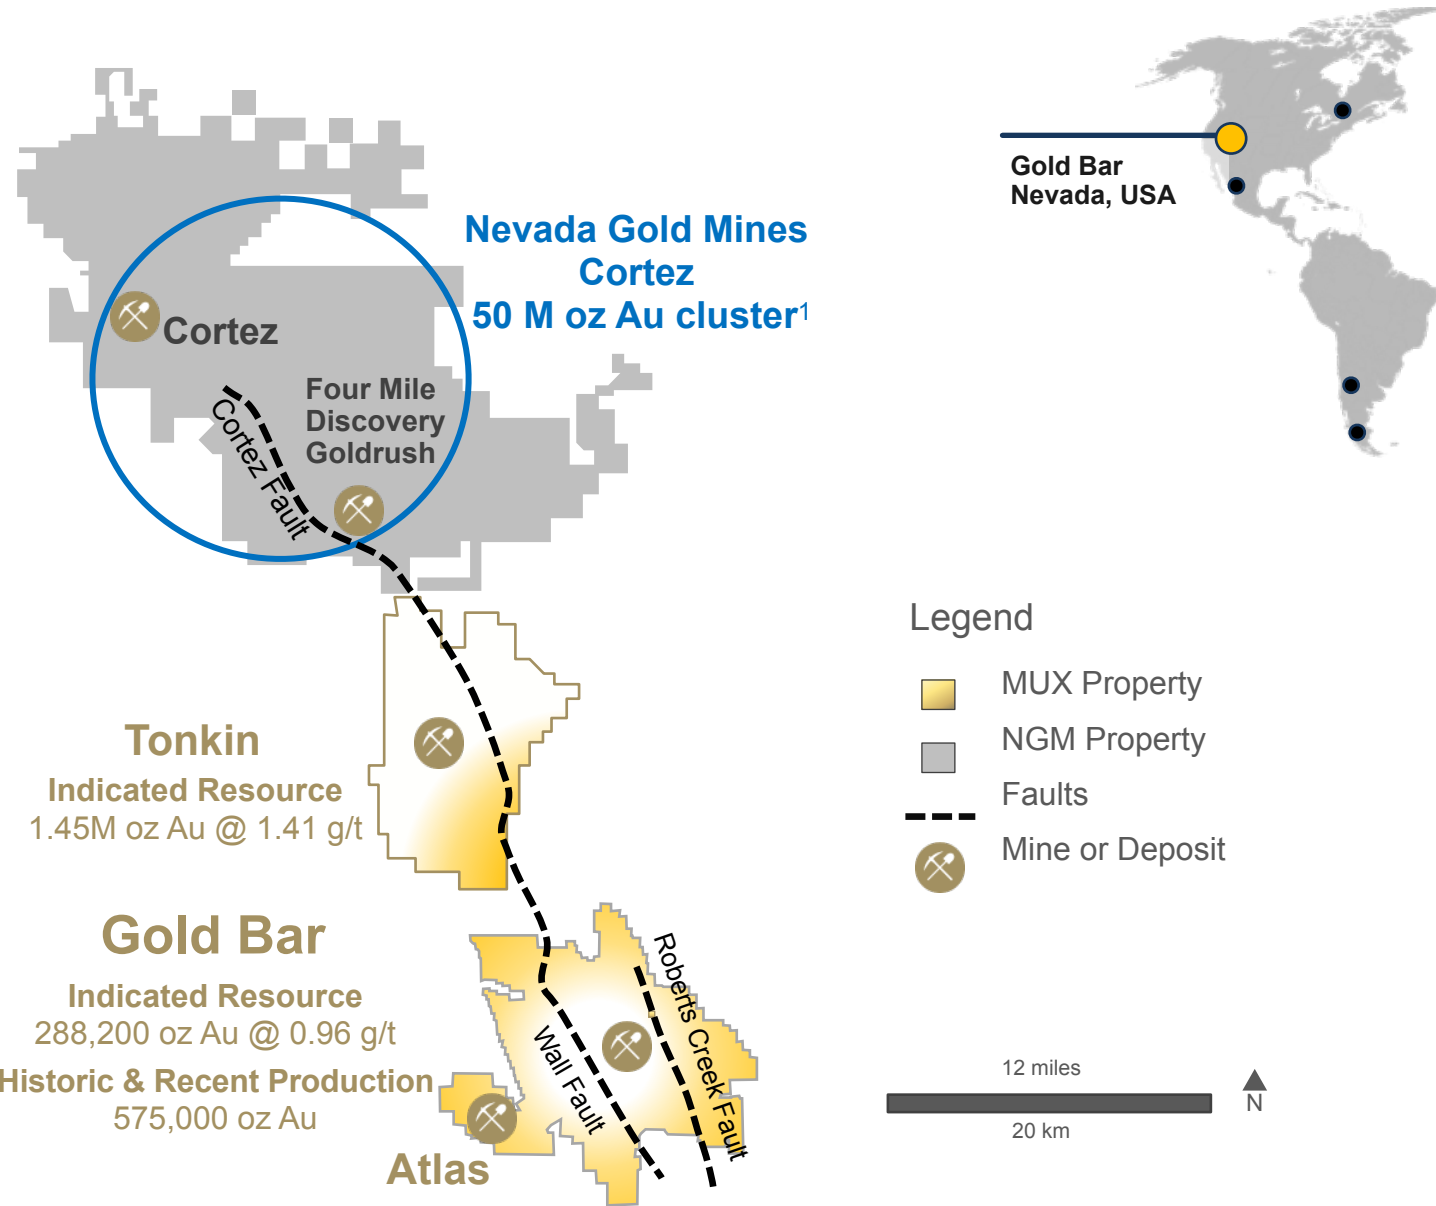 Gold Bar
Nevada, USA
Nevada Gold Mines
Cortez
50 M oz Au cluster1
Cortez
Four Mile
Discovery
Goldrush
Cortez Fault
Tonkin
Indicated Resource
1.45M oz Au @ 1.41 g/t
Gold Bar
Indicated Resource
288,200 oz Au @ 0.96 g/t
Historic & Recent Production
575,000 oz Au
Atlas
Wall Fault
Roberts Creek Fault
Legend
MUX Property
NGM Property
Faults
Mine or Deposit
12 miles
20 km
N